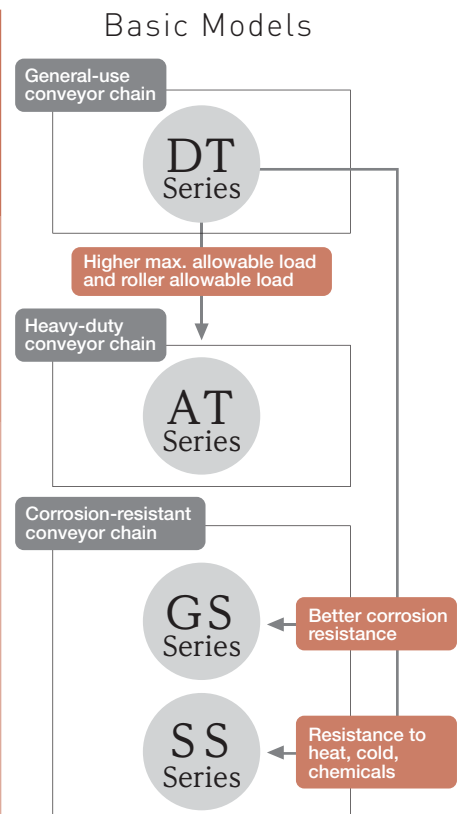 Basic Models
General-use
conveyor chain
DT
Series
Higher max. allowable load
and roller allowable load
Heavy-duty
conveyor chain
AT
Series
Corrosion-resistant
conveyor chain
GS
Series
Better corrosion
resistance
SS
Series
Resistance to
heat, cold,
chemicals